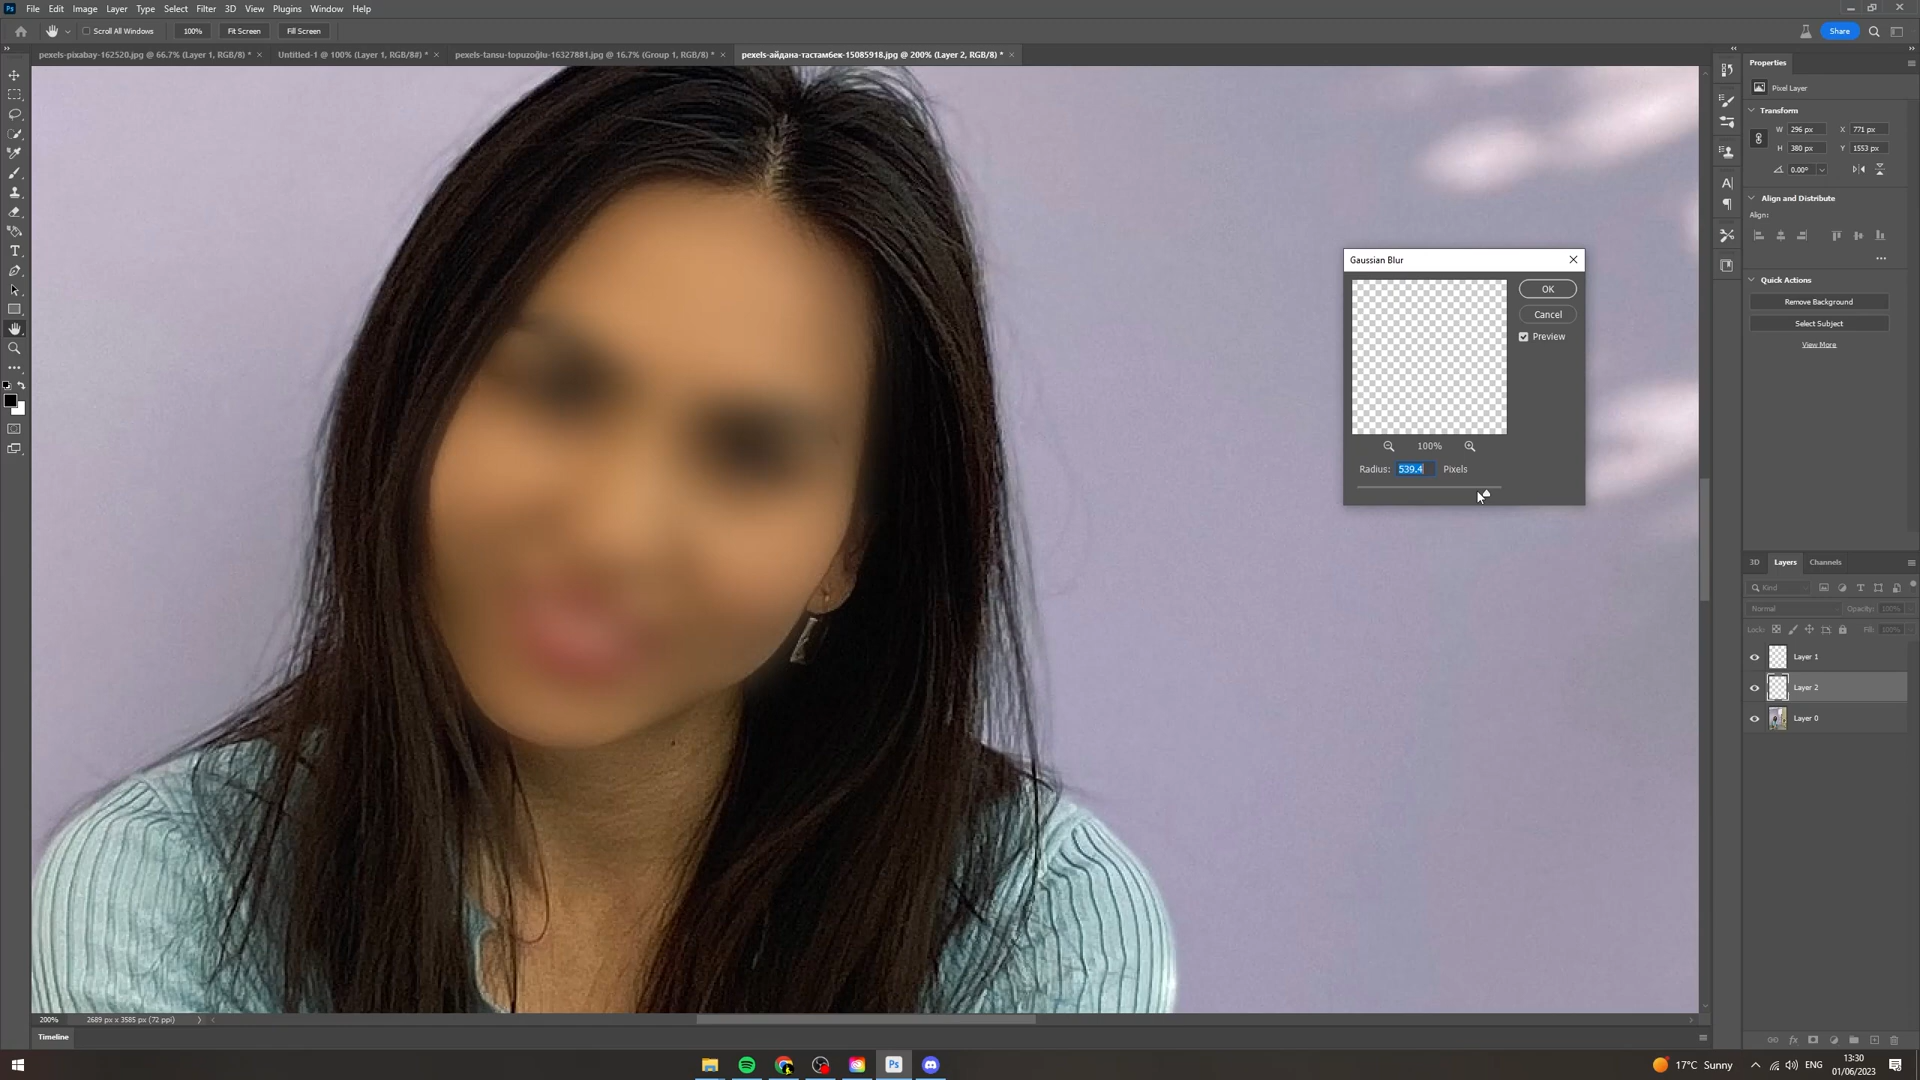 Ps File Edit Image Layer Type Select Filter 3D View Plugins Window Help
Scroll All Windows 100% Fit Screen Fill Screen Share
pexels-pixabay-162520.jpg @ 66.7% (Layer 1, RGB/8) * Untitled-1 @ 100% (Layer 1, RGB/8#) * pexels-tansu-topuzoğlu-16327881.jpg @ 16.7% (Group 1, RGB/8) * pexels-айдана-тастамбек-15085918.jpg @ 200% (Layer 2, RGB/8) *
Properties
Pixel Layer
Transform
W 296 px X 771 px
H 380 px Y 1553 px
0.00°
Align and Distribute
Align:
Quick Actions
Remove Background
Select Subject
View More
Gaussian Blur
OK
Cancel
Preview
100%
Radius: 539.4 Pixels
3D Layers Channels
Kind
Normal Opacity: 100%
Lock: Fill: 100%
Layer 1
Layer 2
Layer 0
200% 2689 px x 3585 px (72 ppi)
Timeline
Ps 17°C Sunny ENG 13:30
01/06/2023